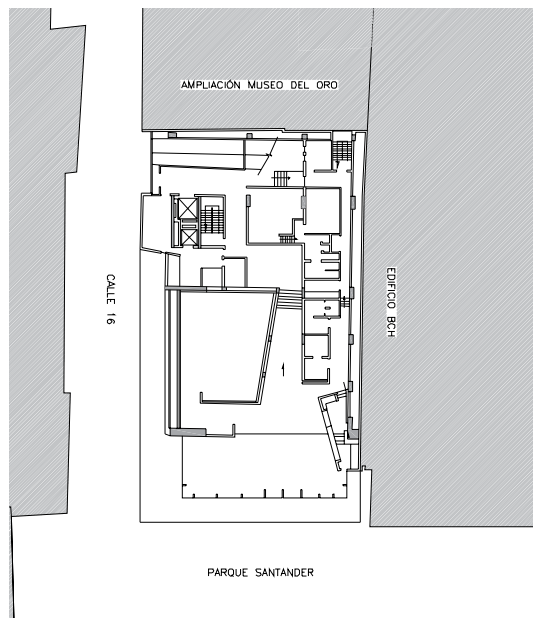 AMPLIACIÓN MUSEO DEL ORO
CALLE 16
EDIFICIO BCH
PARQUE SANTANDER